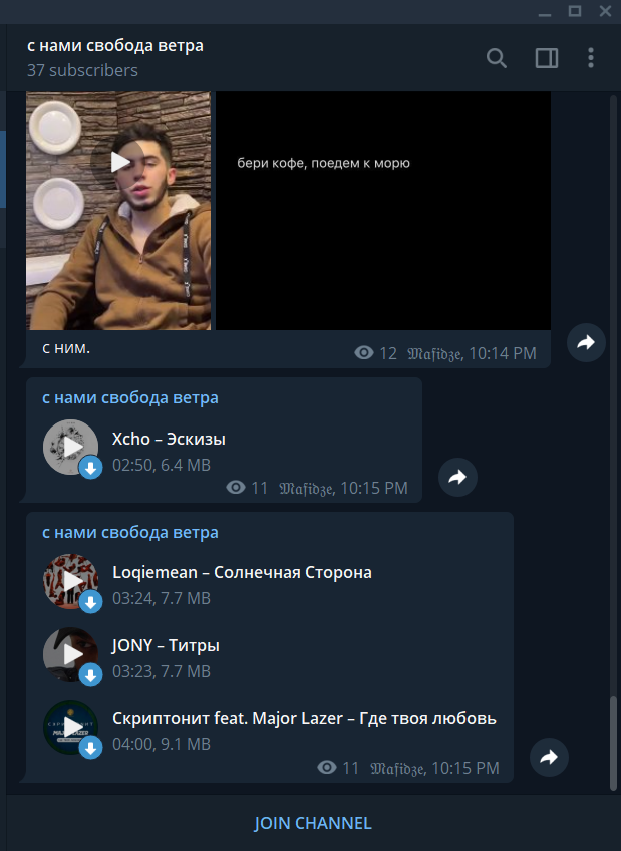 с нами свобода ветра
37 subscribers
бери кофе, поедем к морю
с ним.
12 𝔐𝔞𝔣𝔦𝔡𝔷𝔢, 10:14 PM
с нами свобода ветра
Xcho – Эскизы
02:50, 6.4 MB
11 𝔐𝔞𝔣𝔦𝔡𝔷𝔢, 10:15 PM
с нами свобода ветра
Loqiemean – Солнечная Сторона
03:24, 7.7 MB
JONY – Титры
03:23, 7.7 MB
Скриптонит feat. Major Lazer – Где твоя любовь
04:00, 9.1 MB
11 𝔐𝔞𝔣𝔦𝔡𝔷𝔢, 10:15 PM
JOIN CHANNEL